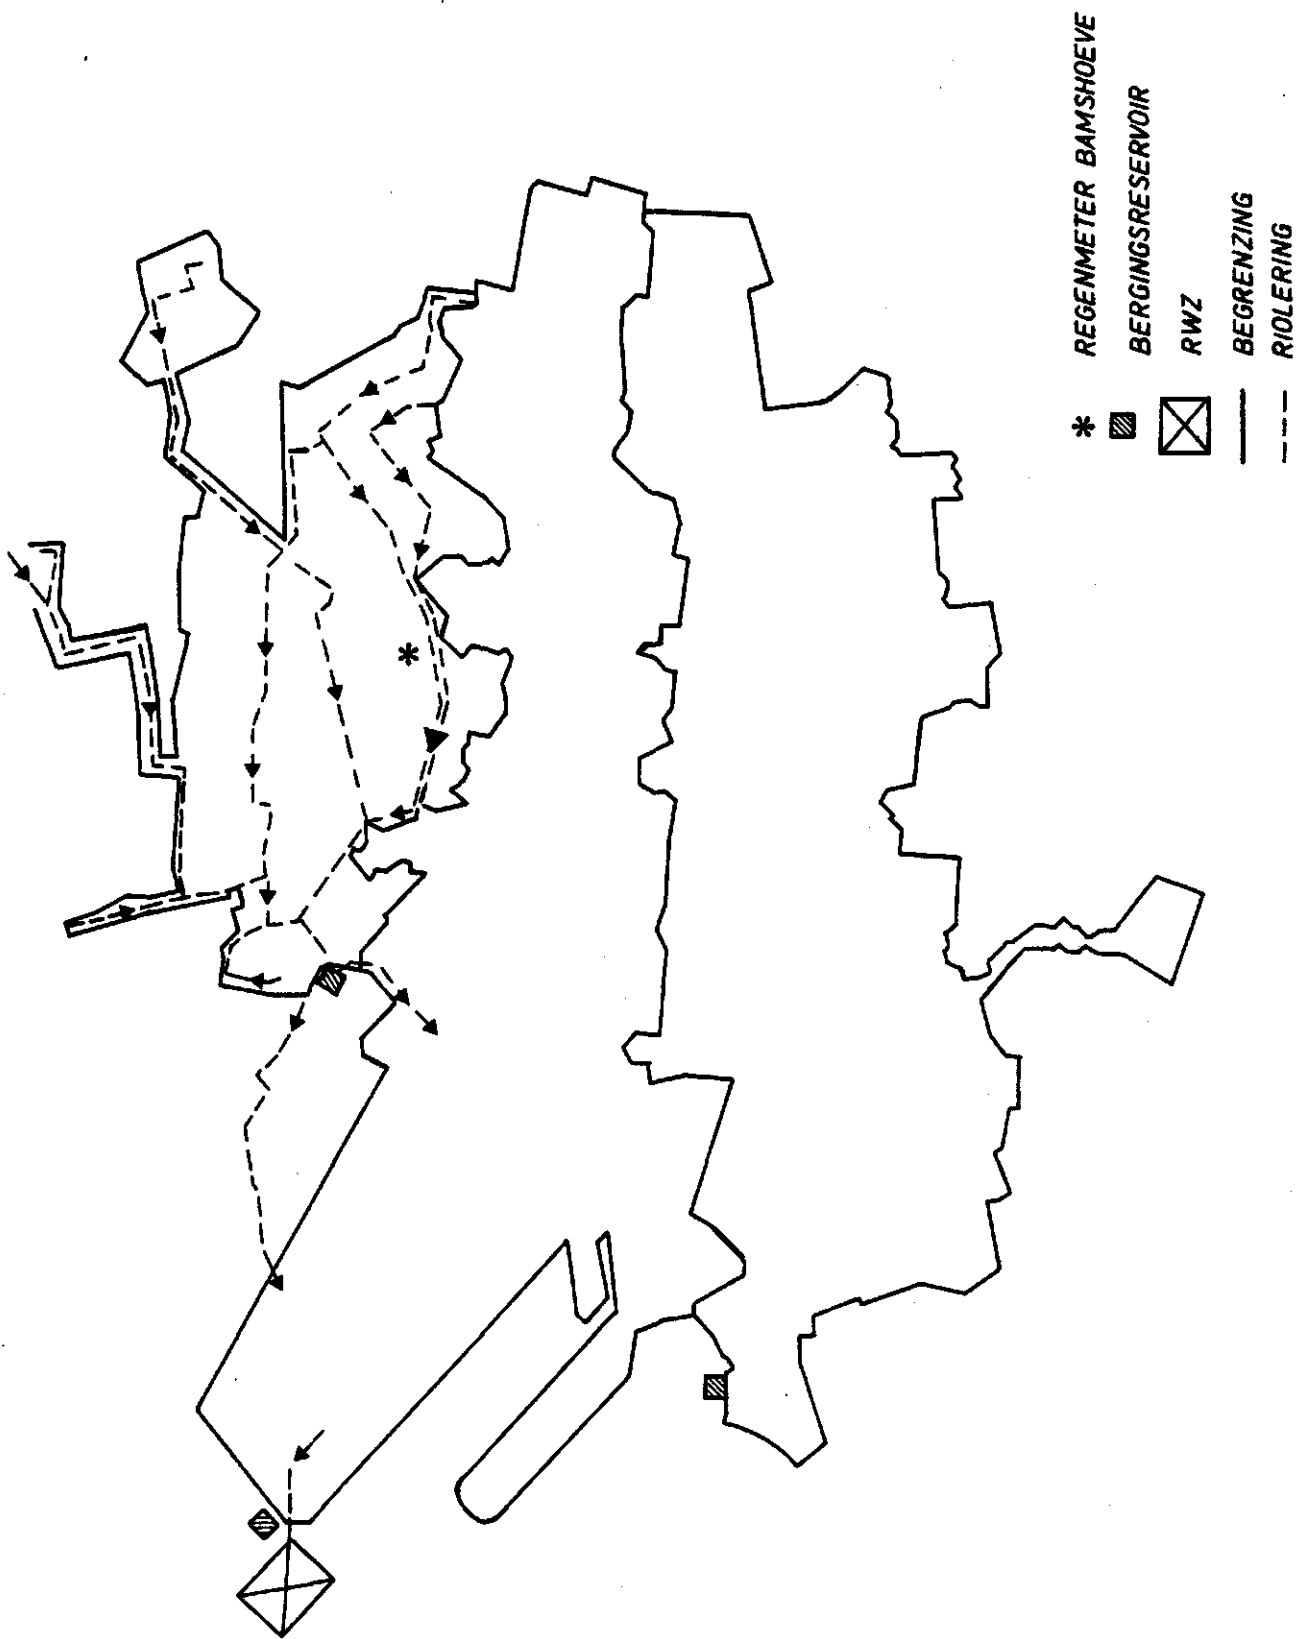 REGENMETER BAMSHOEVE
BERGINGSRESERVOIR
RWZ
BEGRENZING
RIOLERING